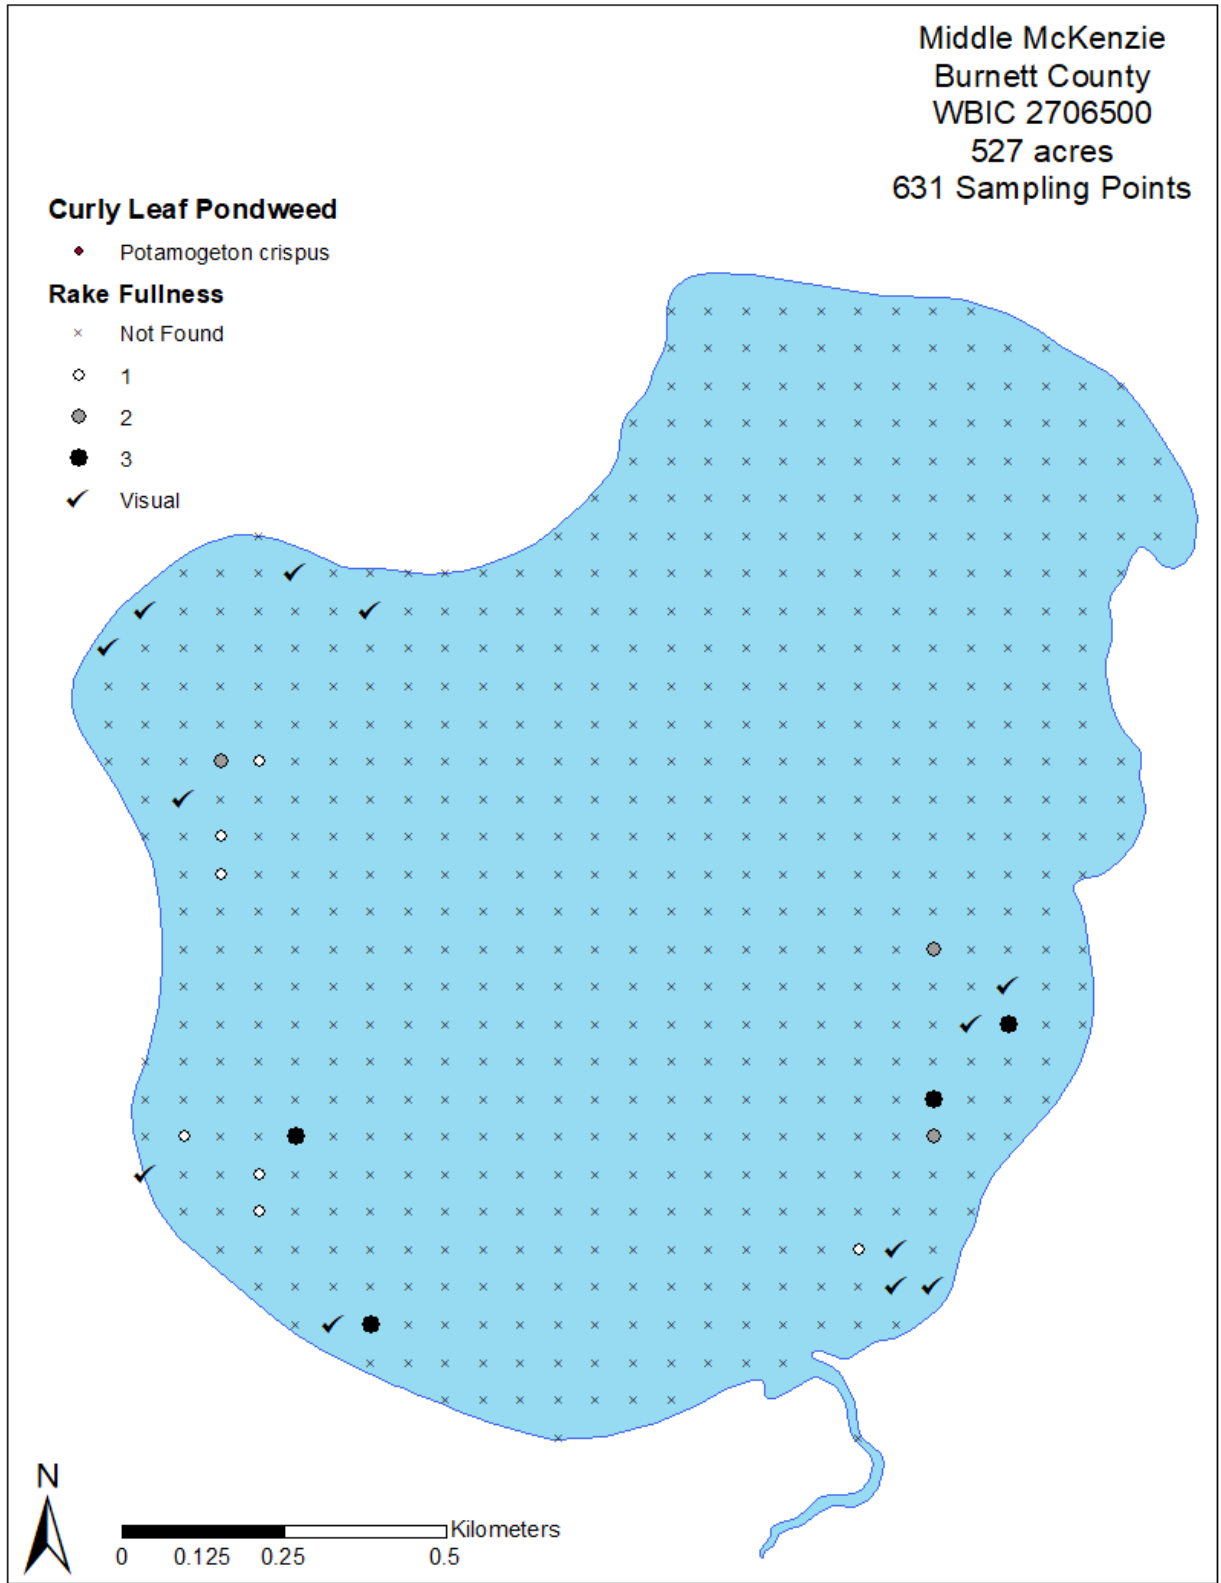 Middle McKenzie
Burnett County
WBIC 2706500
527 acres
631 Sampling Points
Curly Leaf Pondweed
Potamogeton crispus
Rake Fullness
Not Found
1
2
3
Visual
N
Kilometers
0 0.125 0.25 0.5